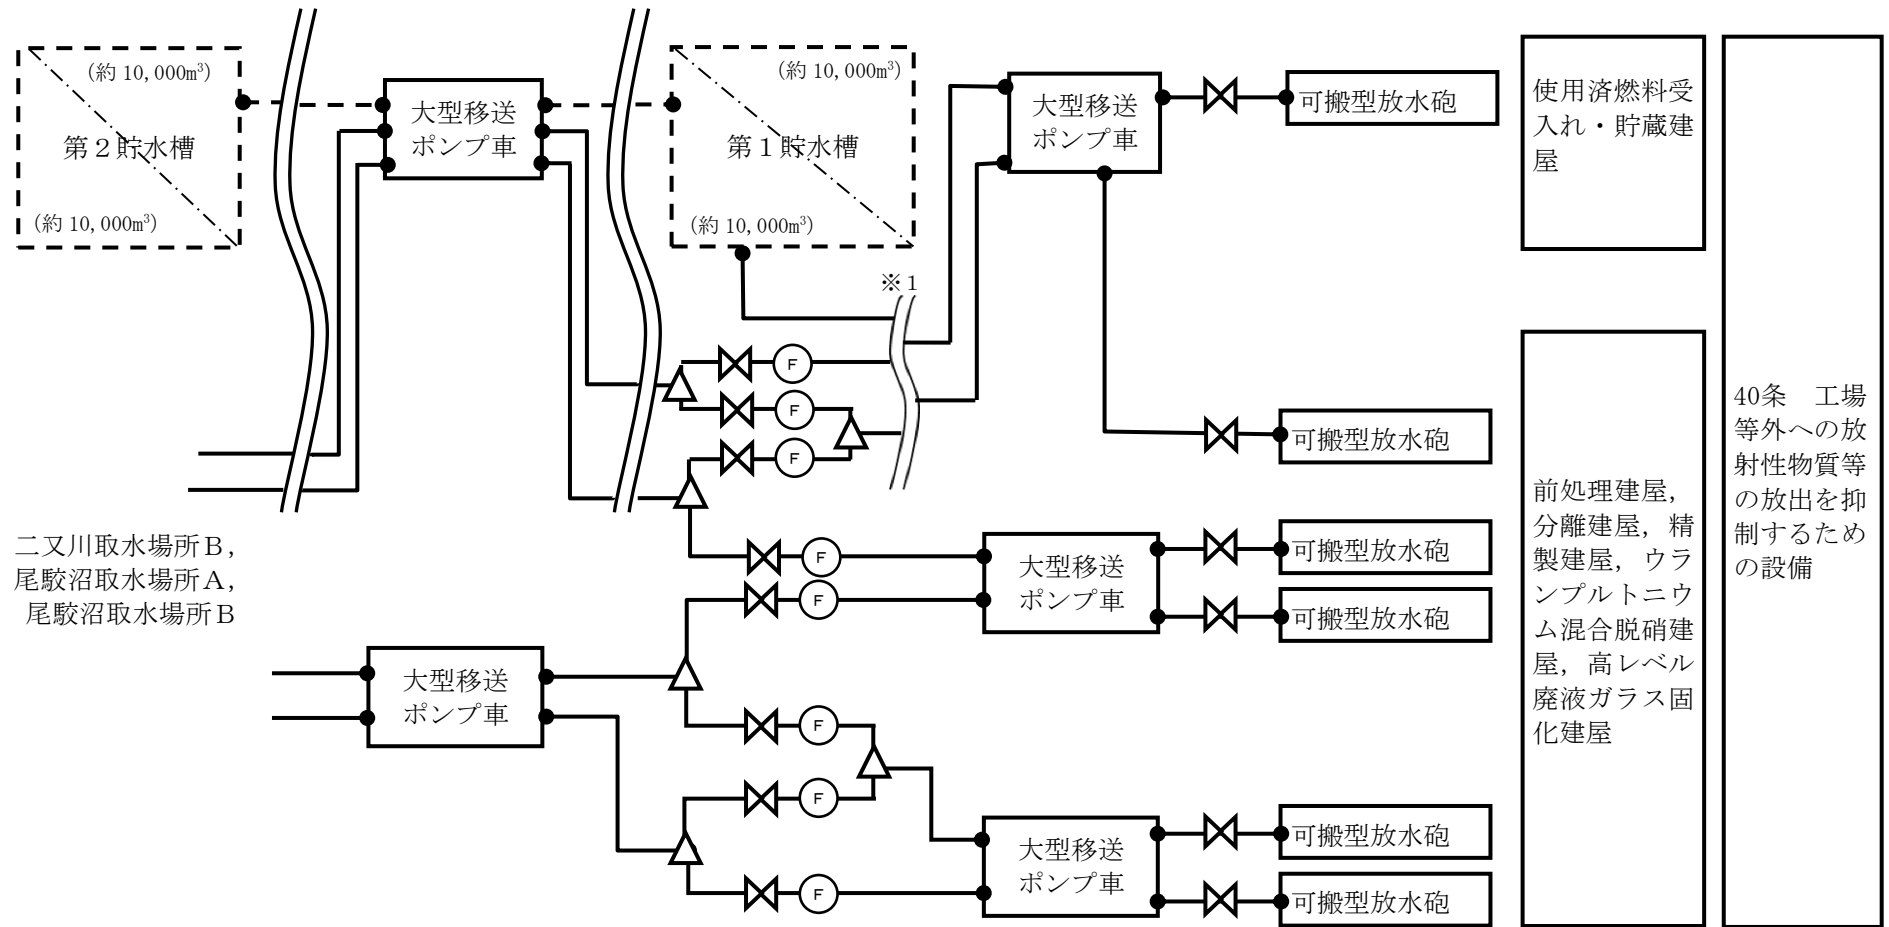 (約 10,000m³)
第２貯水槽
(約 10,000m³)
大型移送
ポンプ車
(約 10,000m³)
第１貯水槽
(約 10,000m³)
※１
大型移送
ポンプ車
可搬型放水砲
可搬型放水砲
F
F
F
F
F
F
F
F
二又川取水場所Ｂ，
尾駮沼取水場所Ａ，
尾駮沼取水場所Ｂ
大型移送
ポンプ車
大型移送
ポンプ車
可搬型放水砲
可搬型放水砲
大型移送
ポンプ車
可搬型放水砲
可搬型放水砲
使用済燃料受
入れ・貯蔵建
屋
前処理建屋，
分離建屋，精
製建屋，ウラ
ンプルトニウ
ム混合脱硝建
屋，高レベル
廃液ガラス固
化建屋
40条　工場
等外への放
射性物質等
の放出を抑
制するため
の設備